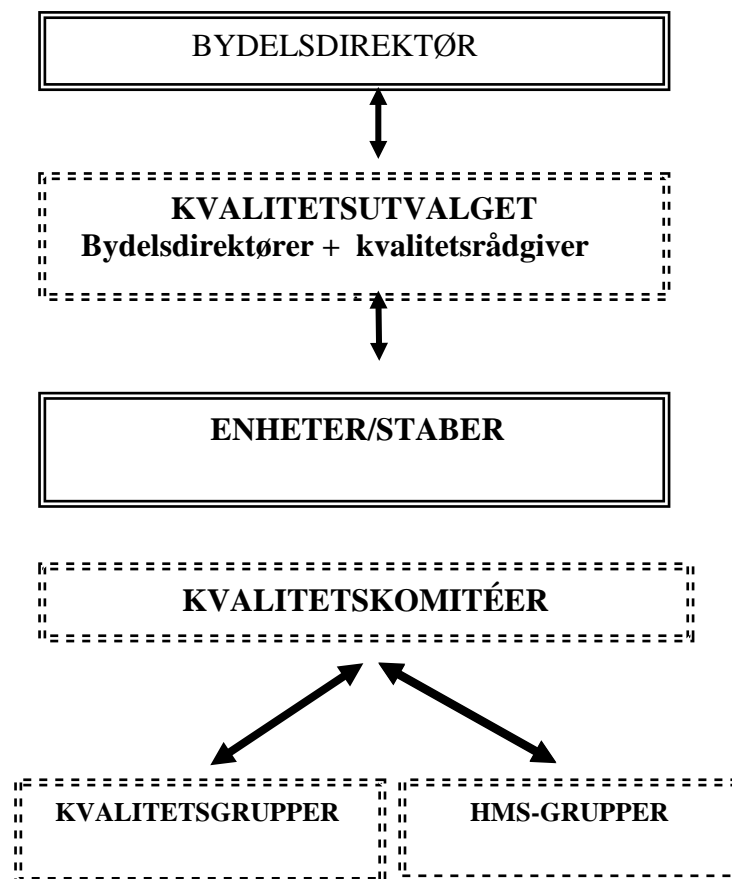 BYDELSDIREKTØR
KVALITETSUTVALGET
Bydelsdirektører + kvalitetsrådgiver
ENHETER/STABER
KVALITETSKOMITÉER
KVALITETSGRUPPER
HMS-GRUPPER